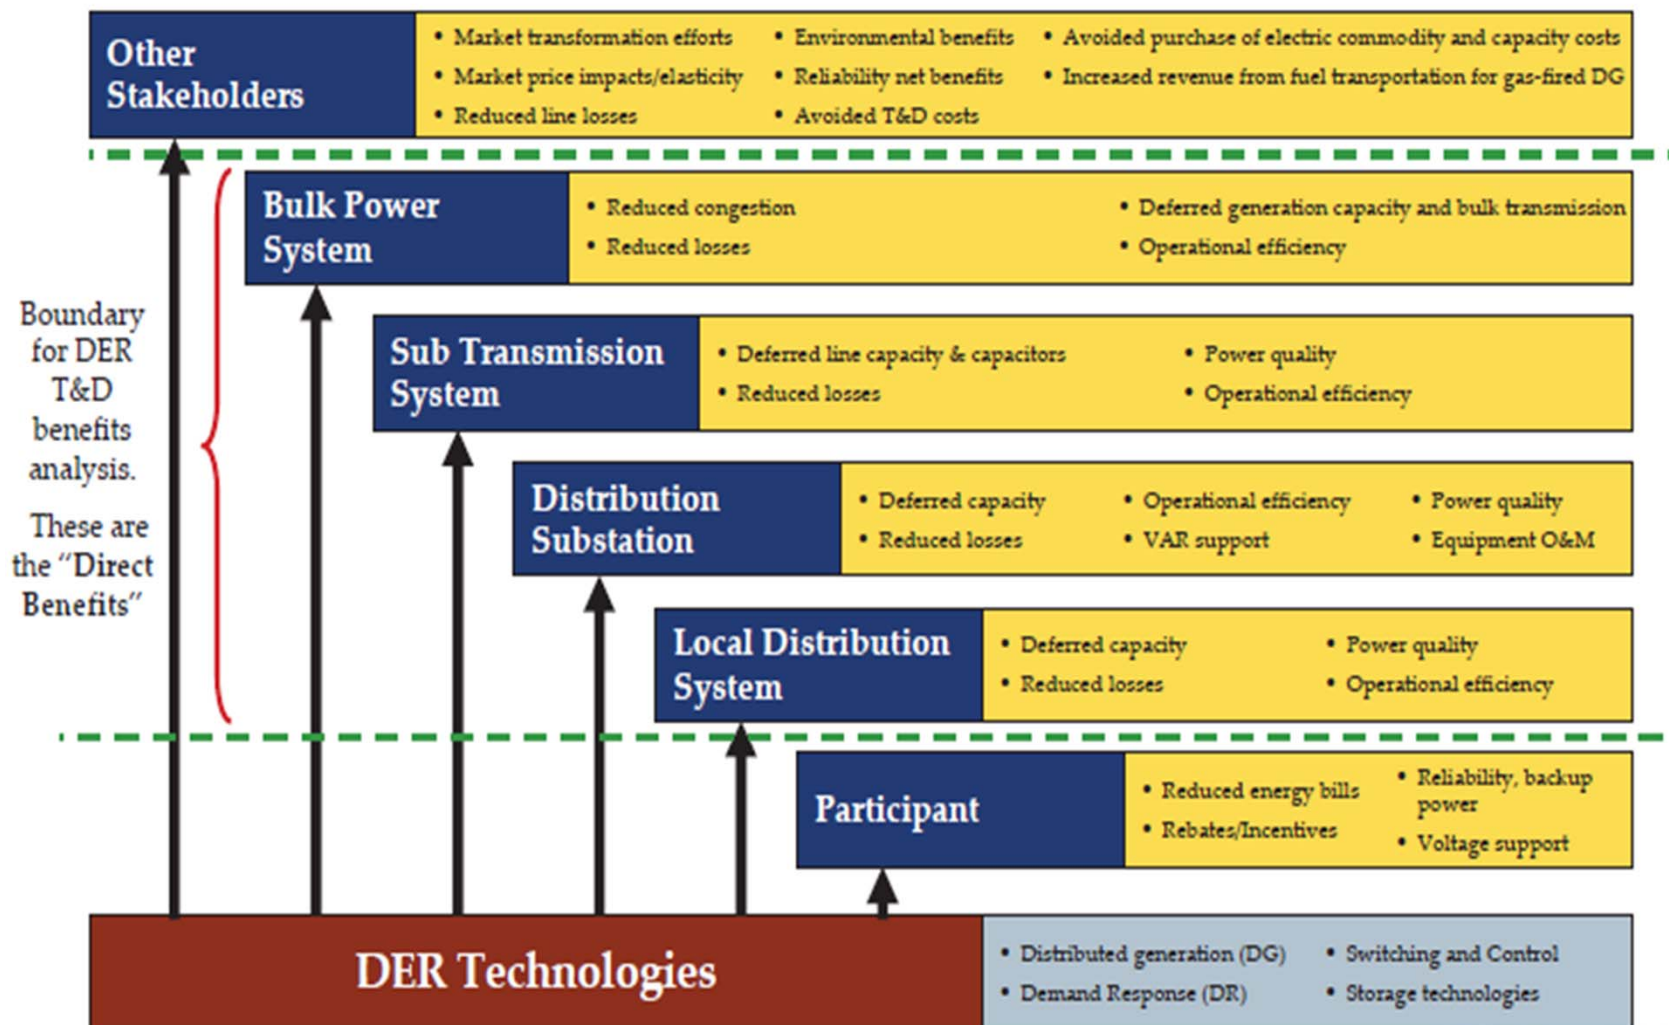 Other
Stakeholders
• Market transformation efforts
• Market price impacts/elasticity
• Reduced line losses
• Environmental benefits
• Reliability net benefits
• Avoided T&D costs
• Avoided purchase of electric commodity and capacity costs
• Increased revenue from fuel transportation for gas-fired DG
Boundary
for DER
T&D
benefits
analysis.
These are
the “Direct
Benefits”
Bulk Power
System
• Reduced congestion
• Reduced losses
• Deferred generation capacity and bulk transmission
• Operational efficiency
Sub Transmission
System
• Deferred line capacity & capacitors
• Reduced losses
• Power quality
• Operational efficiency
Distribution
Substation
• Deferred capacity
• Reduced losses
• Operational efficiency
• VAR support
• Power quality
• Equipment O&M
Local Distribution
System
• Deferred capacity
• Reduced losses
• Power quality
• Operational efficiency
Participant
• Reduced energy bills
• Rebates/Incentives
• Reliability, backup
power
• Voltage support
DER Technologies
• Distributed generation (DG)
• Demand Response (DR)
• Switching and Control
• Storage technologies